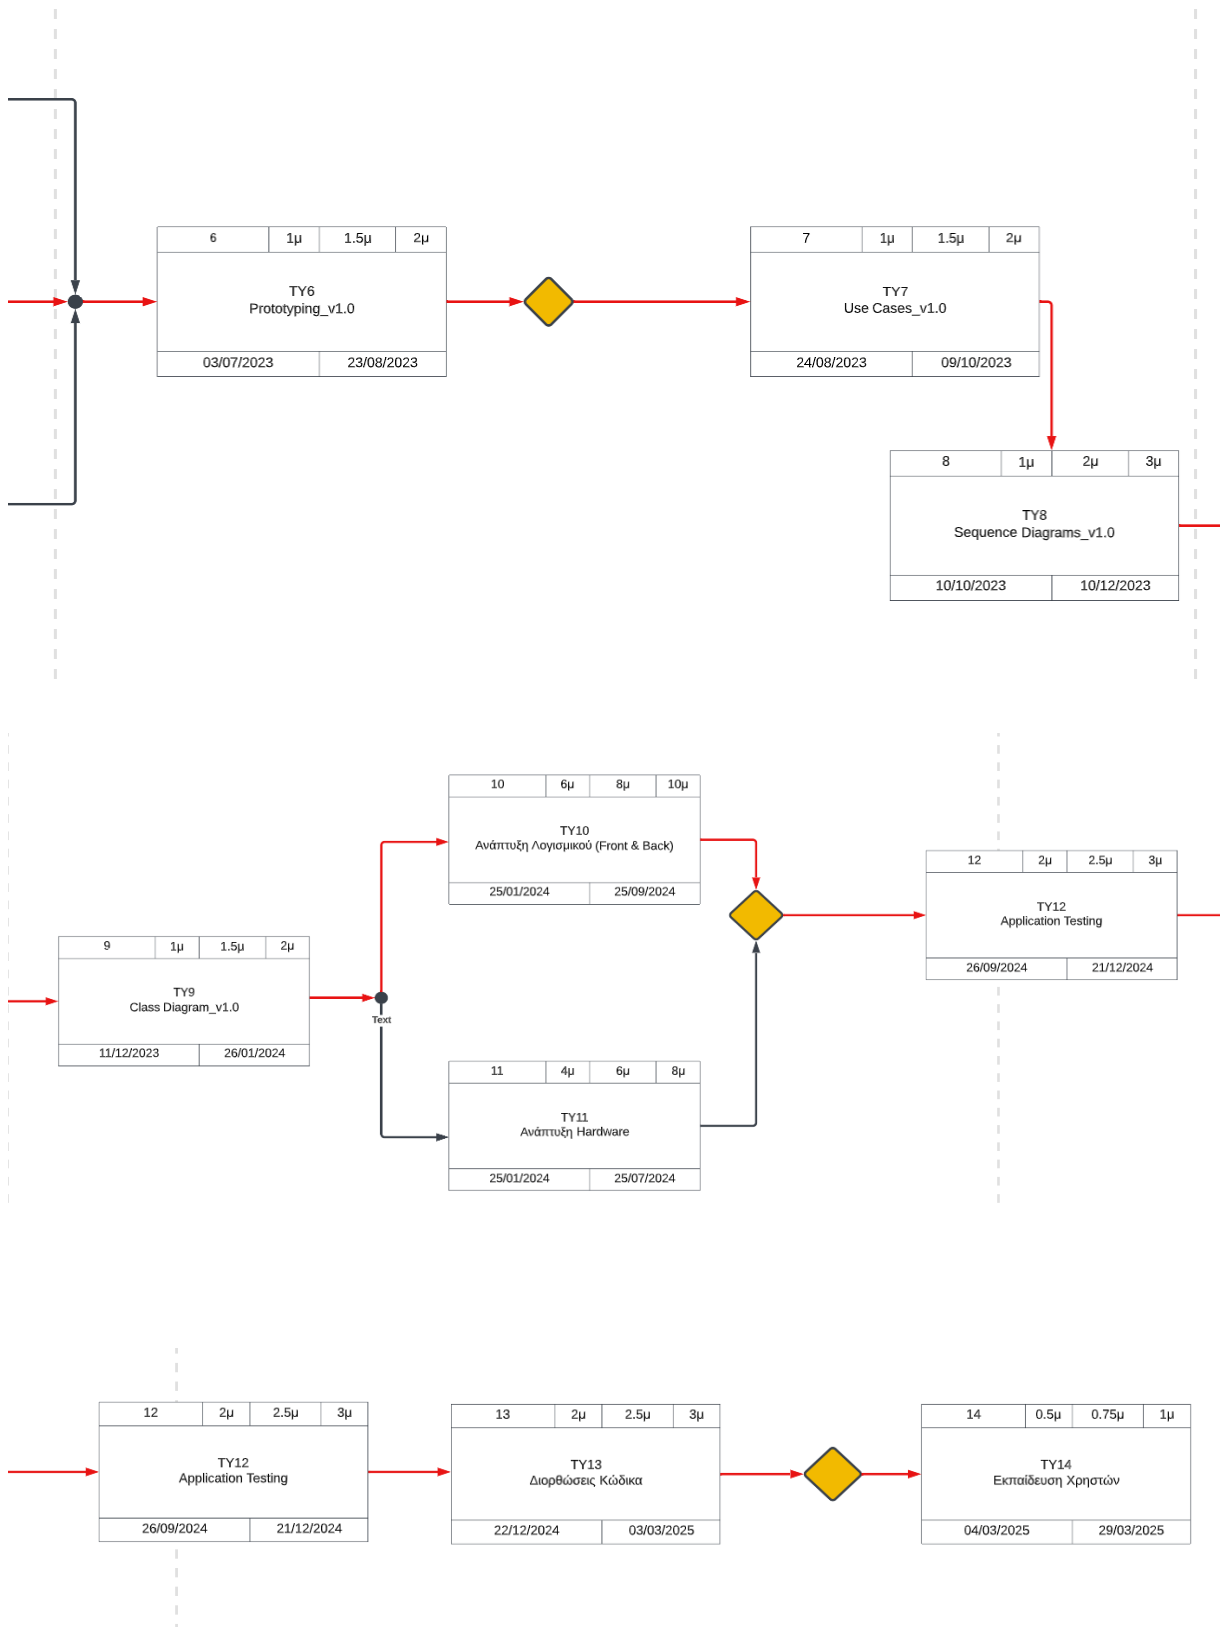 6 1μ 1.5μ 2μ
TY6
Prototyping_v1.0
03/07/2023 23/08/2023
7 1μ 1.5μ 2μ
TY7
Use Cases_v1.0
24/08/2023 09/10/2023
8 1μ 2μ 3μ
TY8
Sequence Diagrams_v1.0
10/10/2023 10/12/2023
9 1μ 1.5μ 2μ
TY9
Class Diagram_v1.0
11/12/2023 26/01/2024
Text
10 6μ 8μ 10μ
TY10
Ανάπτυξη Λογισμικού (Front & Back)
25/01/2024 25/09/2024
11 4μ 6μ 8μ
TY11
Ανάπτυξη Hardware
25/01/2024 25/07/2024
12 2μ 2.5μ 3μ
TY12
Application Testing
26/09/2024 21/12/2024
12 2μ 2.5μ 3μ
TY12
Application Testing
26/09/2024 21/12/2024
13 2μ 2.5μ 3μ
TY13
Διορθώσεις Κώδικα
22/12/2024 03/03/2025
14 0.5μ 0.75μ 1μ
TY14
Εκπαίδευση Χρηστών
04/03/2025 29/03/2025